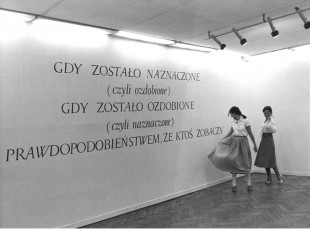 GDY ZOSTAŁO NAZNACZONE
(czyli ozdobione)
GDY ZOSTAŁO OZDOBIONE
(czyli naznaczone)
PRAWDOPODOBIEŃSTWEM, ŻE KTOŚ ZOBACZY